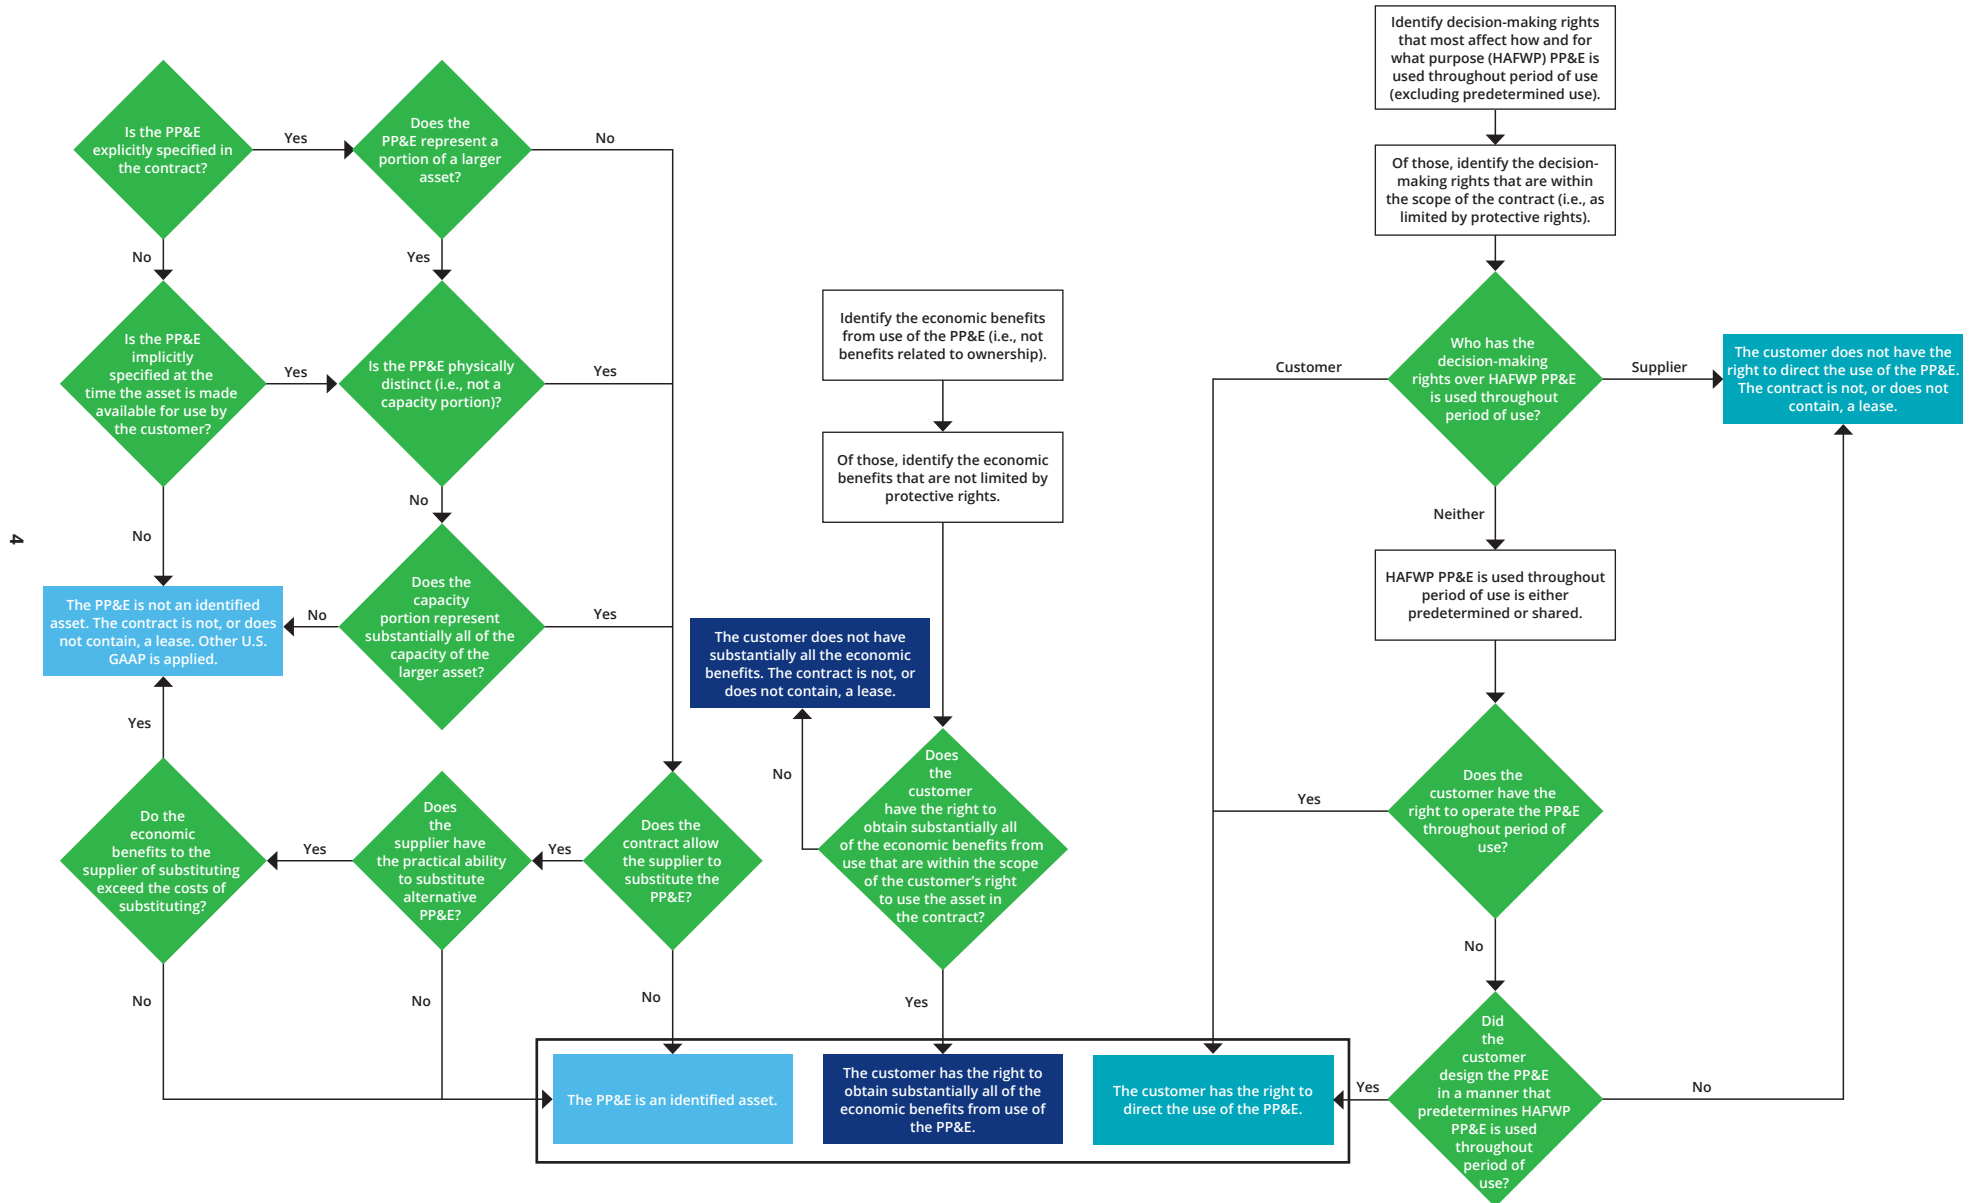 Is the PP&E
explicitly specified in
the contract?
Yes
Does the
PP&E represent a
portion of a larger
asset?
No
No
Yes
Is the PP&E
implicitly
specified at the
time the asset is made
available for use by
the customer?
Yes
Is the PP&E physically
distinct (i.e., not a
capacity portion)?
Yes
No
No
Does the
capacity
portion represent
substantially all of the
capacity of the
larger asset?
No
Yes
The PP&E is not an identified
asset. The contract is not, or does
not contain, a lease. Other U.S.
GAAP is applied.
Yes
Do the
economic
benefits to the
supplier of substituting
exceed the costs of
substituting?
Yes
Does
the
supplier have
the practical ability
to substitute
alternative
PP&E?
Yes
Does the
contract allow
the supplier to
substitute the
PP&E?
No
No
No
The PP&E is an identified asset.
Identify the economic benefits
from use of the PP&E (i.e., not
benefits related to ownership).
Of those, identify the economic
benefits that are not limited by
protective rights.
The customer does not have
substantially all the economic
benefits. The contract is not, or
does not contain, a lease.
No
Does
the
customer
have the right to
obtain substantially all
of the economic benefits from
use that are within the scope
of the customer’s right
to use the asset in
the contract?
Yes
The customer has the right to
obtain substantially all of the
economic benefits from use of
the PP&E.
Identify decision-making rights
that most affect how and for
what purpose (HAFWP) PP&E is
used throughout period of use
(excluding predetermined use).
Of those, identify the decision-
making rights that are within
the scope of the contract (i.e., as
limited by protective rights).
Who has the
decision-making
rights over HAFWP PP&E
is used throughout
period of use?
Customer
Supplier
The customer does not have the
right to direct the use of the PP&E.
The contract is not, or does not
contain, a lease.
Neither
HAFWP PP&E is used throughout
period of use is either
predetermined or shared.
Does the
customer have the
right to operate the PP&E
throughout period of
use?
Yes
No
Did
the
customer
design the PP&E
in a manner that
predetermines HAFWP
PP&E is used
throughout
period of
use?
Yes
No
The customer has the right to
direct the use of the PP&E.
4